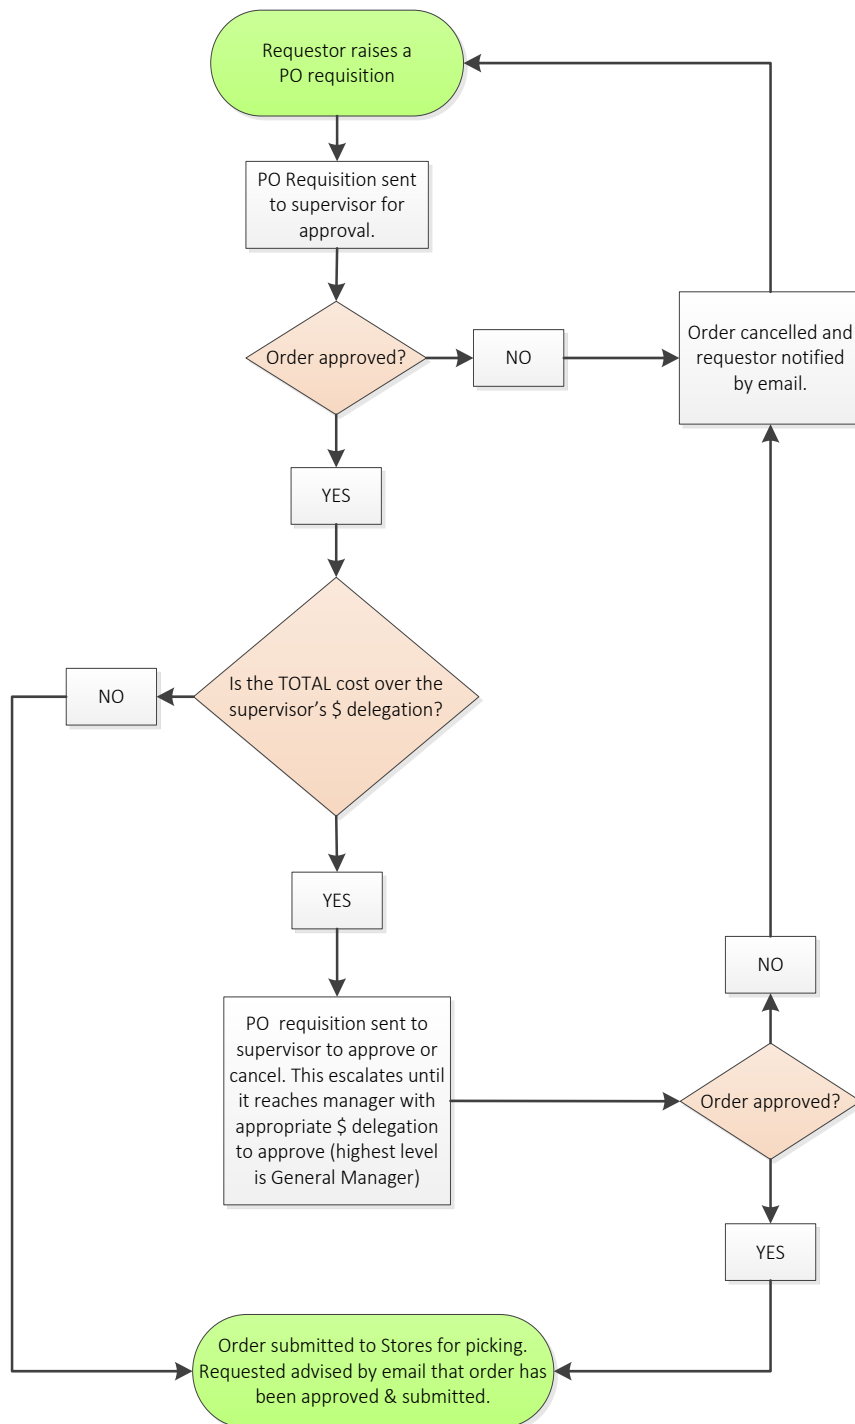 Requestor raises a
PO requisition
PO Requisition sent
to supervisor for
approval.
Order approved?
NO
Order cancelled and
requestor notified
by email.
YES
Is the TOTAL cost over the
supervisor’s $ delegation?
NO
YES
PO requisition sent to
supervisor to approve or
cancel. This escalates until
it reaches manager with
appropriate $ delegation
to approve (highest level
is General Manager)
NO
Order approved?
YES
Order submitted to Stores for picking.
Requested advised by email that order has
been approved & submitted.